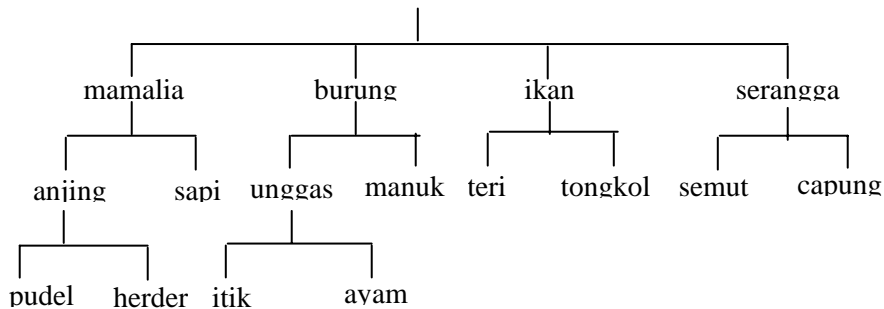 mamalia burung ikan serangga
anjing sapi unggas manuk teri tongkol semut capung
pudel herder itik ayam